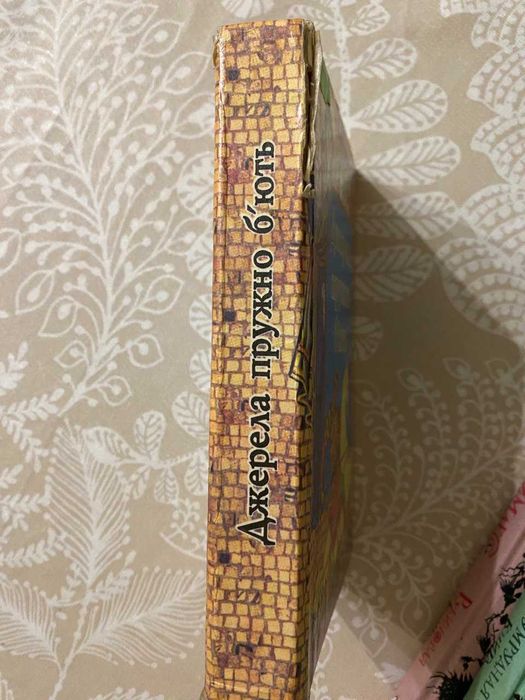 Джерела пружно б'ють